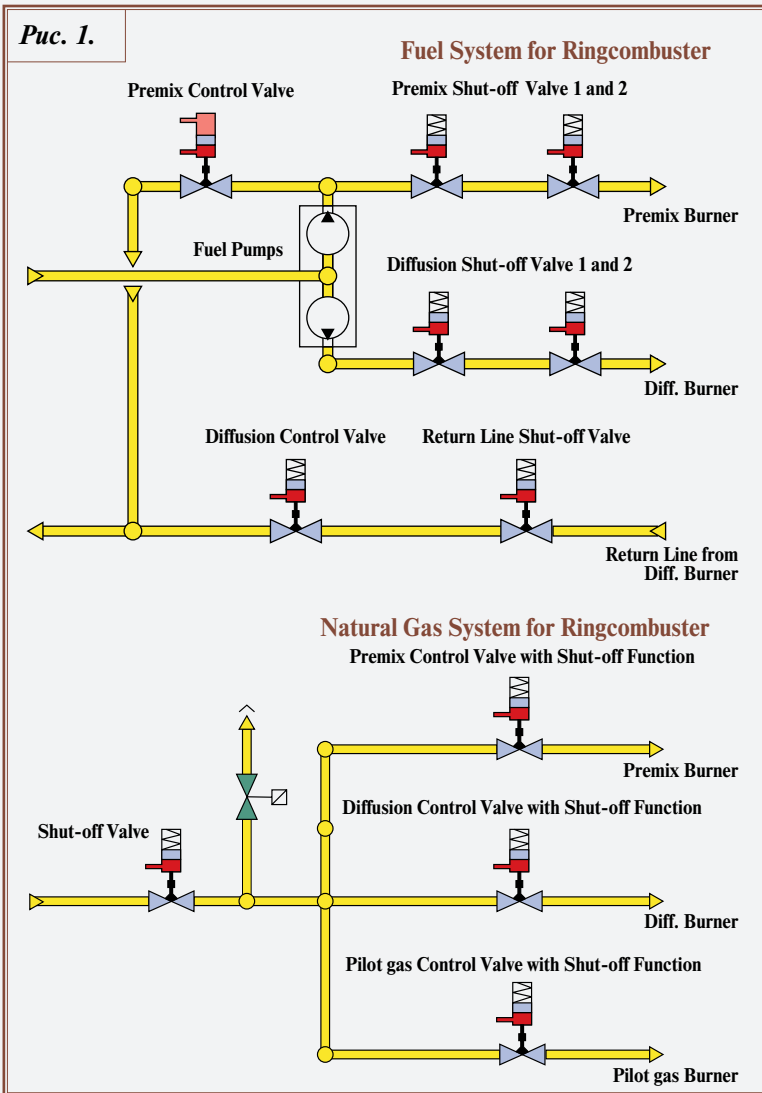 Рис. 1.
Fuel System for Ringcombuster
Premix Control Valve
Premix Shut-off Valve 1 and 2
Premix Burner
Fuel Pumps
Diffusion Shut-off Valve 1 and 2
Diff. Burner
Diffusion Control Valve
Return Line Shut-off Valve
Return Line from
Diff. Burner
Natural Gas System for Ringcombuster
Premix Control Valve with Shut-off Function
Premix Burner
Diffusion Control Valve with Shut-off Function
Shut-off Valve
Diff. Burner
Pilot gas Control Valve with Shut-off Function
Pilot gas Burner